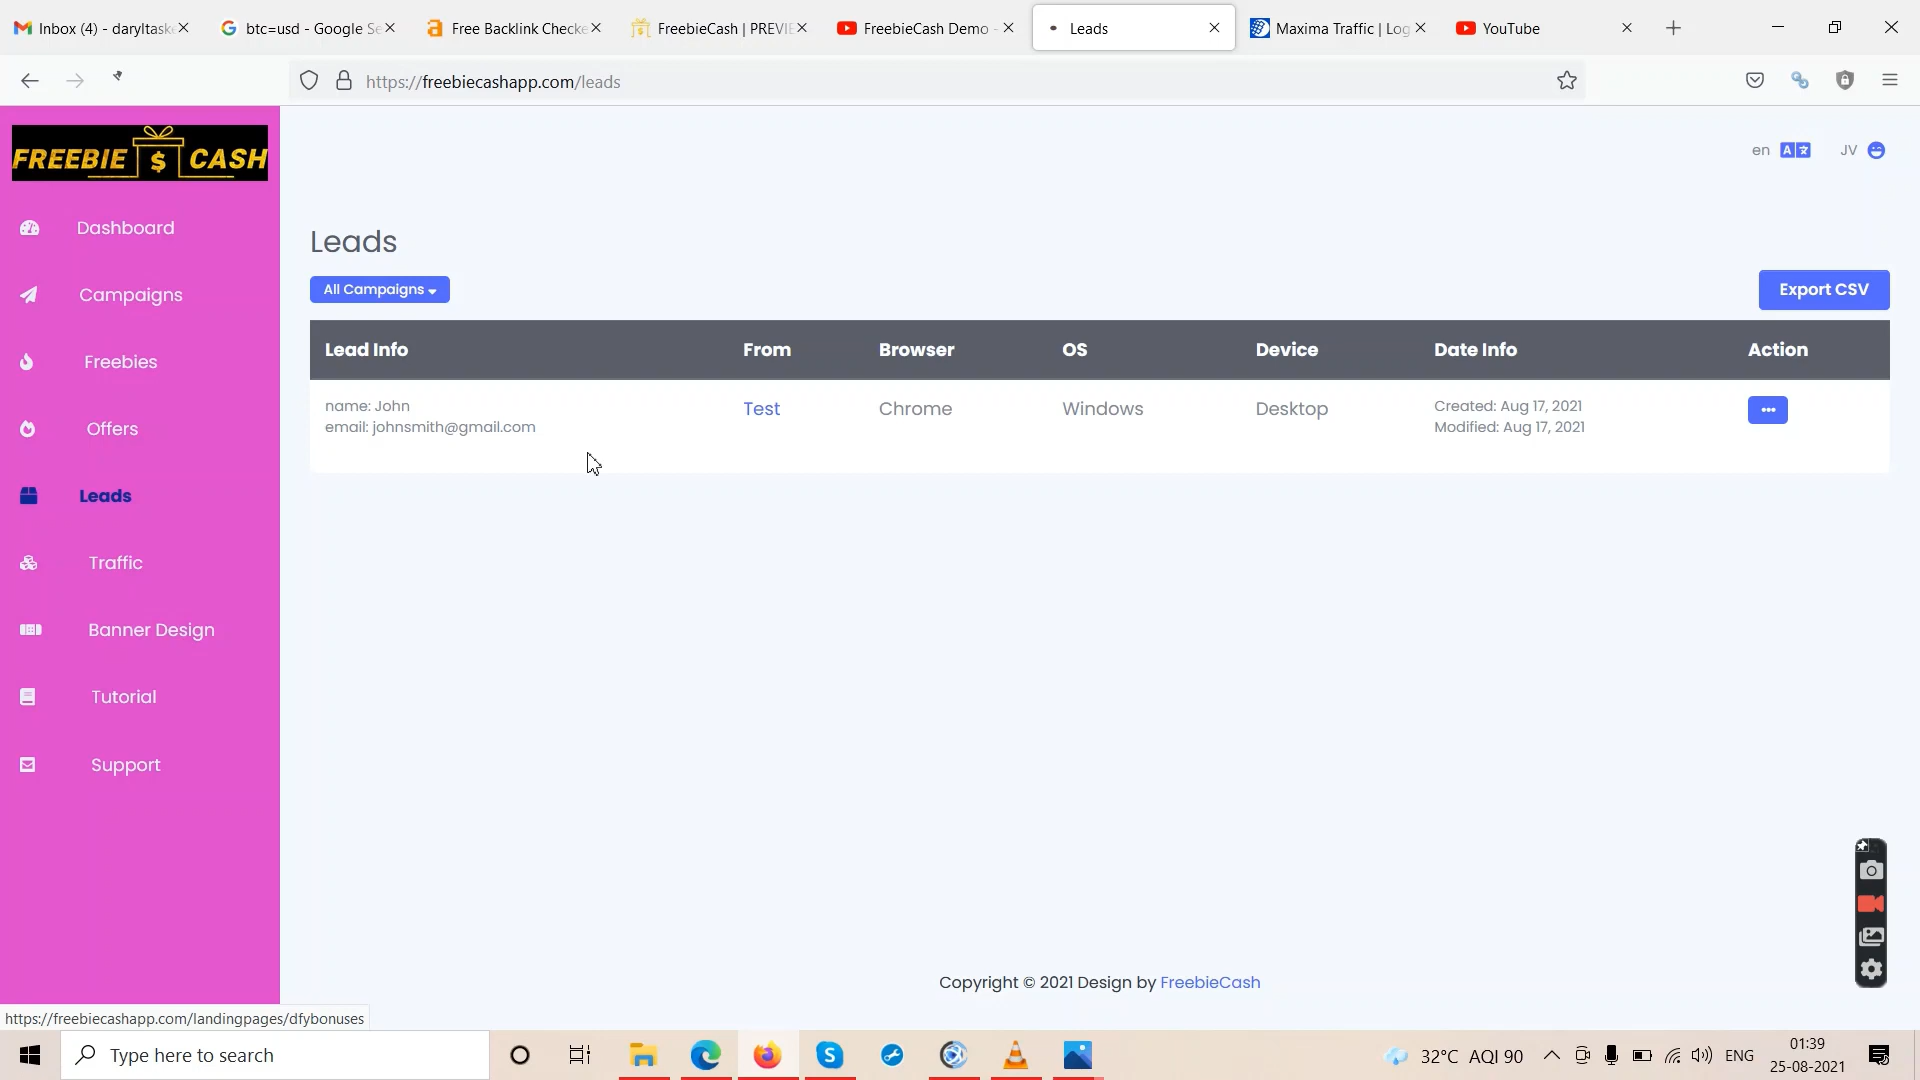 Inbox (4) - daryltask
btc=usd - Google Se
Free Backlink Checke
FreebieCash | PREVIE
FreebieCash Demo -
Leads
Maxima Traffic | Log
YouTube
https://freebiecashapp.com/leads
FREEBIE $ CASH
en
JV
Dashboard
Campaigns
Freebies
Offers
Leads
Traffic
Banner Design
Tutorial
Support
Leads
All Campaigns
Export CSV
Lead Info From Browser OS Device Date Info Action
name: John Test Chrome Windows Desktop Created: Aug 17, 2021
email: johnsmith@gmail.com Modified: Aug 17, 2021
Copyright © 2021 Design by FreebieCash
https://freebiecashapp.com/landingpages/dfybonuses
Type here to search
32°C AQI 90
ENG
01:39
25-08-2021